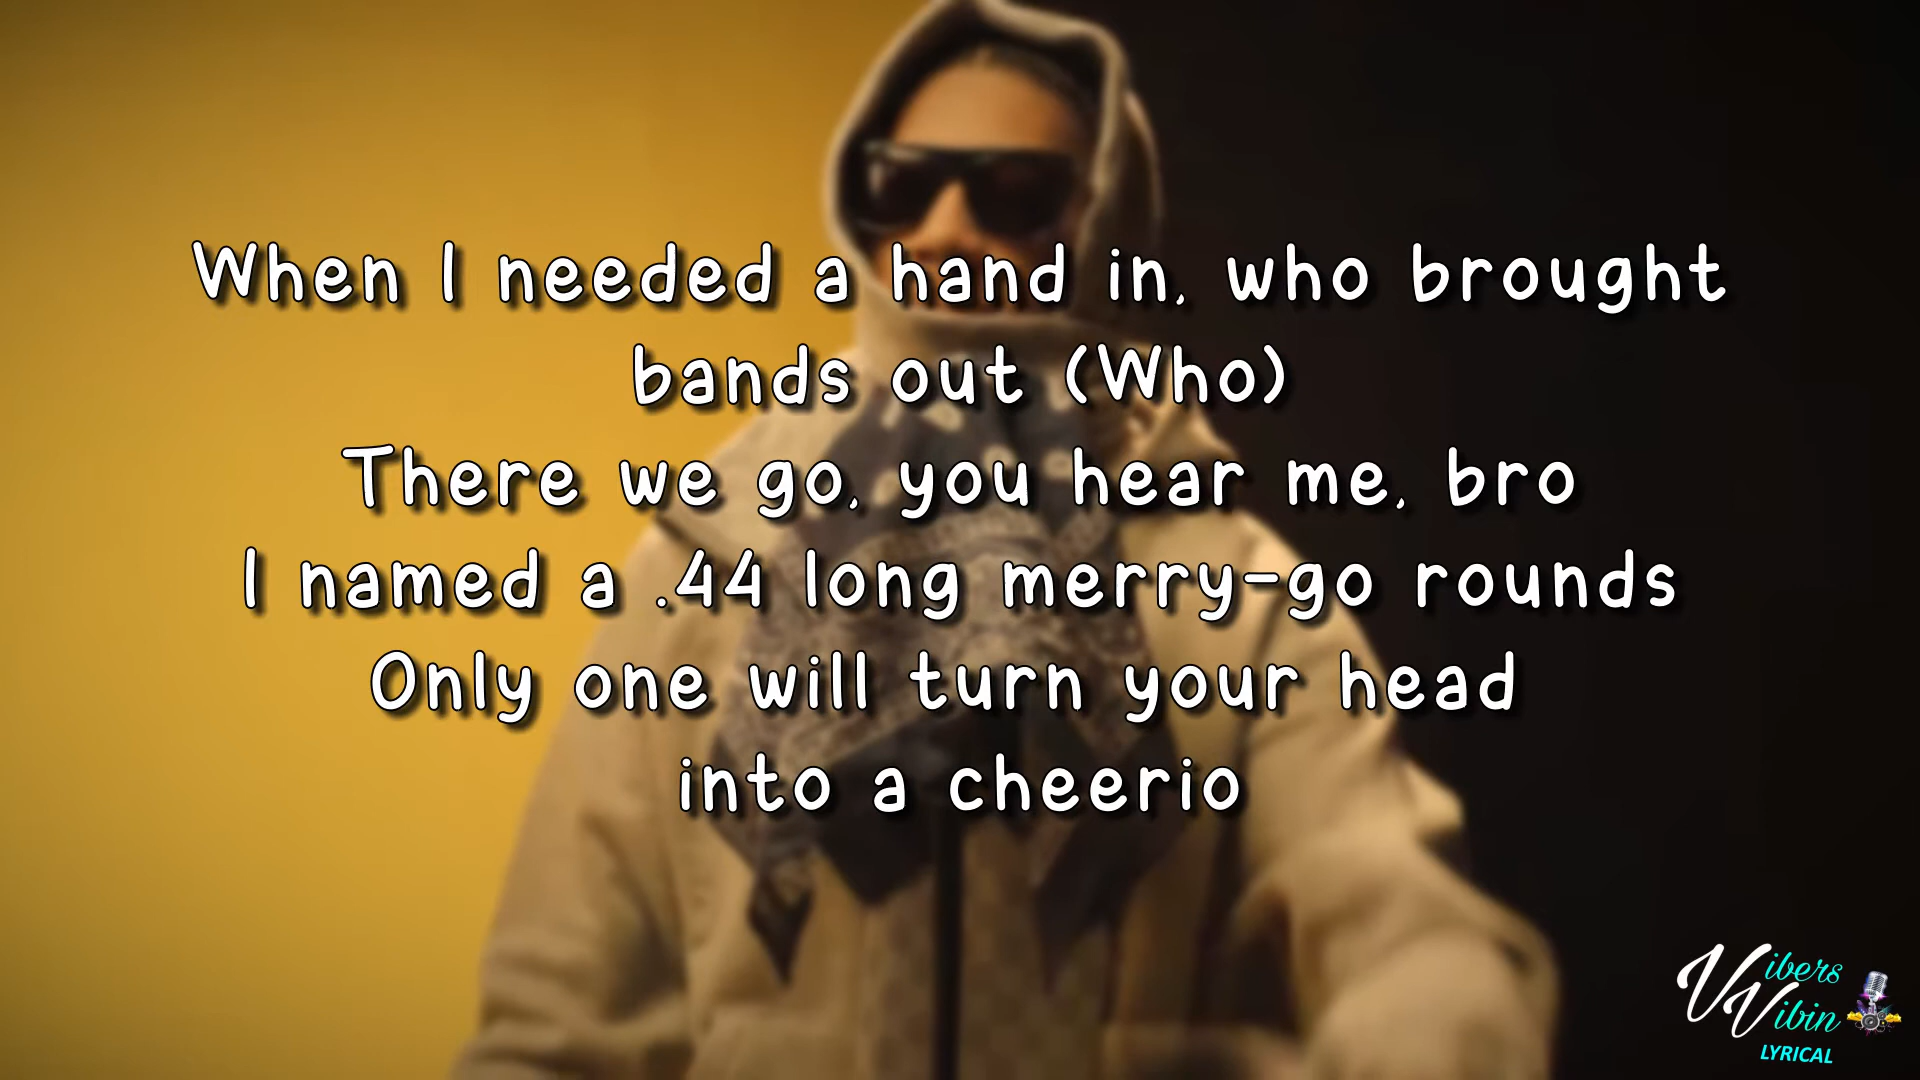 When I needed a hand in, who brought
bands out (Who)
There we go, you hear me, bro
I named a .44 long merry-go rounds
Only one will turn your head
into a cheerio
Vibers
Vibin
LYRICAL